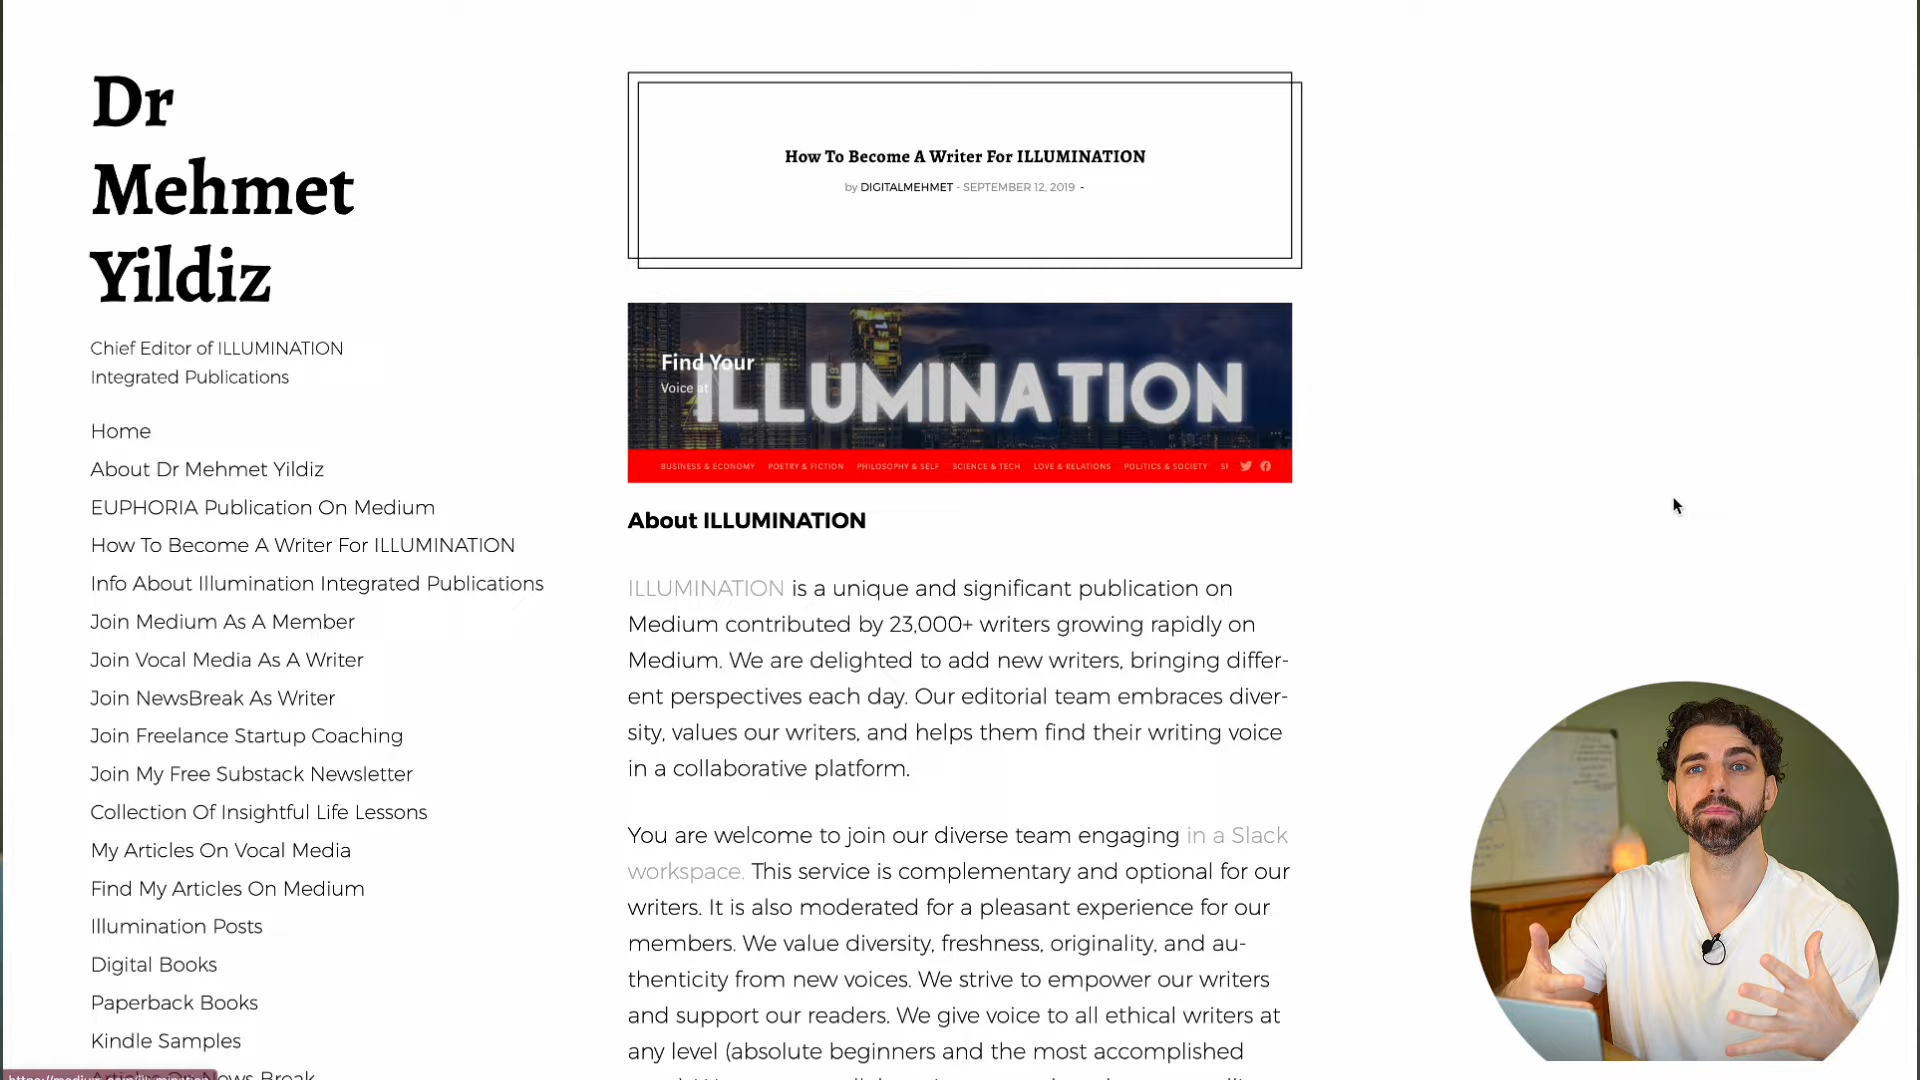 Dr
Mehmet
Yildiz
Chief Editor of ILLUMINATION
Integrated Publications
Home
About Dr Mehmet Yildiz
EUPHORIA Publication On Medium
How To Become A Writer For ILLUMINATION
Info About Illumination Integrated Publications
Join Medium As A Member
Join Vocal Media As A Writer
Join NewsBreak As Writer
Join Freelance Startup Coaching
Join My Free Substack Newsletter
Collection Of Insightful Life Lessons
My Articles On Vocal Media
Find My Articles On Medium
Illumination Posts
Digital Books
Paperback Books
Kindle Samples
Articles On News Break
How To Become A Writer For ILLUMINATION
by DIGITALMEHMET - SEPTEMBER 12, 2019 -
Find Your
Voice at
ILLUMINATION
BUSINESS & ECONOMY POETRY & FICTION PHILOSOPHY & SELF SCIENCE & TECH LOVE & RELATIONS POLITICS & SOCIETY
About ILLUMINATION
ILLUMINATION is a unique and significant publication on
Medium contributed by 23,000+ writers growing rapidly on
Medium. We are delighted to add new writers, bringing differ-
ent perspectives each day. Our editorial team embraces diver-
sity, values our writers, and helps them find their writing voice
in a collaborative platform.
You are welcome to join our diverse team engaging in a Slack
workspace. This service is complementary and optional for our
writers. It is also moderated for a pleasant experience for our
members. We value diversity, freshness, originality, and au-
thenticity from new voices. We strive to empower our writers
and support our readers. We give voice to all ethical writers at
any level (absolute beginners and the most accomplished